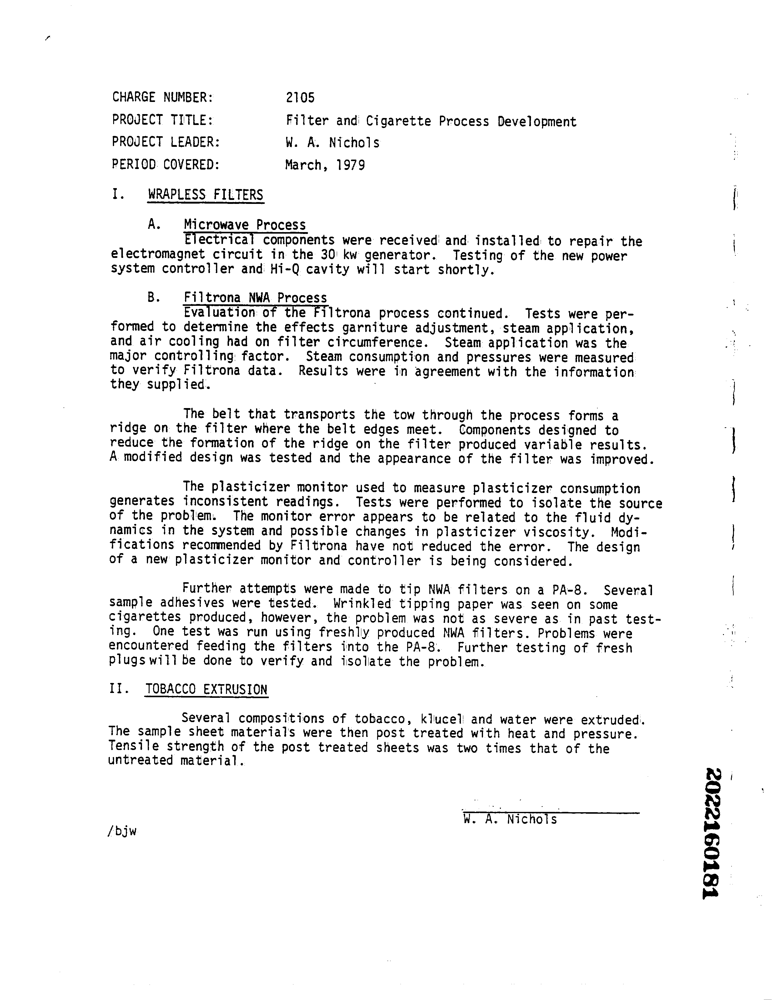 CHARGE NUMBER: 2105
PROJECT TITLE: Filter and Cigarette Process Development
PROJECT LEADER: W. A. Nichols
PERIOD COVERED: March, 1979
I. WRAPLESS FILTERS
A. Microwave Process
Electrical components were received and installed to repair the
electromagnet circuit in the 30 kw generator. Testing of the new power
system controller and Hi-Q cavity will start shortly.
B. Filtrona NWA Process
Evaluation of the Filtrona process continued. Tests were per-
formed to determine the effects garniture adjustment, steam application,
and air cooling had on filter circumference. Steam application was the
major controlling factor. Steam consumption and pressures were measured
to verify Filtrona data. Results were in agreement with the information
they supplied.
The belt that transports the tow through the process forms a
ridge on the filter where the belt edges meet. Components designed to
reduce the formation of the ridge on the filter produced variable results.
A modified design was tested and the appearance of the filter was improved.
The plasticizer monitor used to measure plasticizer consumption
generates inconsistent readings. Tests were performed to isolate the source
of the problem. The monitor error appears to be related to the fluid dy-
namics in the system and possible changes in plasticizer viscosity. Modi-
fications recommended by Filtrona have not reduced the error. The design
of a new plasticizer monitor and controller is being considered.
Further attempts were made to tip NWA filters on a PA-8. Several
sample adhesives were tested. Wrinkled tipping paper was seen on some
cigarettes produced, however, the problem was not as severe as in past test-
ing. One test was run using freshly produced NWA filters. Problems were
encountered feeding the filters into the PA-8. Further testing of fresh
plugs will be done to verify and isolate the problem.
II. TOBACCO EXTRUSION
Several compositions of tobacco, klucel and water were extruded.
The sample sheet materials were then post treated with heat and pressure.
Tensile strength of the post treated sheets was two times that of the
untreated material.
W. A. Nichols
/bjw
2022160181